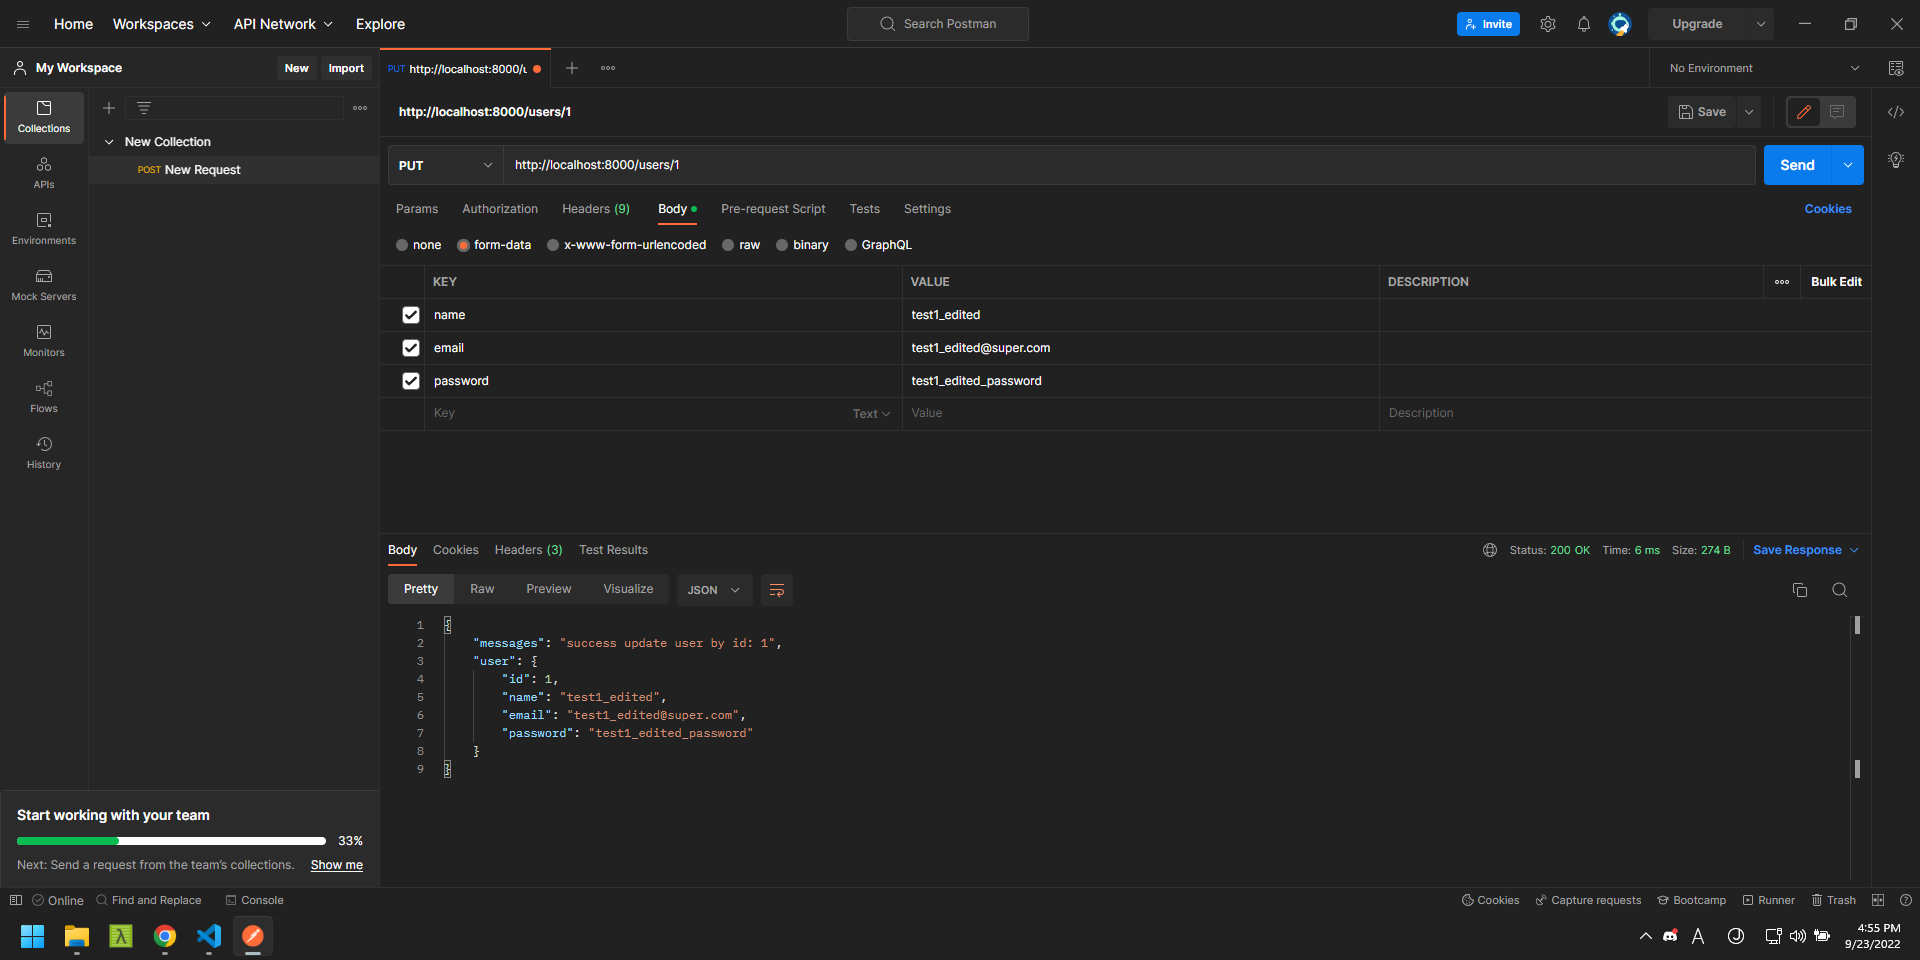 Home Workspaces API Network Explore Search Postman Invite Upgrade
My Workspace New Import PUT http://localhost:8000/u No Environment
Collections
APIs
Environments
Mock Servers
Monitors
Flows
History
New Collection
POST New Request
http://localhost:8000/users/1 Save
PUT http://localhost:8000/users/1 Send
Params Authorization Headers (9) Body Pre-request Script Tests Settings Cookies
none form-data x-www-form-urlencoded raw binary GraphQL
KEY VALUE DESCRIPTION Bulk Edit
name test1_edited
email test1_edited@super.com
password test1_edited_password
Key Text Value Description
Body Cookies Headers (3) Test Results Status: 200 OK Time: 6 ms Size: 274 B Save Response
Pretty Raw Preview Visualize JSON
1 {
2 "messages": "success update user by id: 1",
3 "user": {
4 "id": 1,
5 "name": "test1_edited",
6 "email": "test1_edited@super.com",
7 "password": "test1_edited_password"
8 }
9 }
Start working with your team
33%
Next: Send a request from the team's collections. Show me
Online Find and Replace Console Cookies Capture requests Bootcamp Runner Trash
4:55 PM
9/23/2022